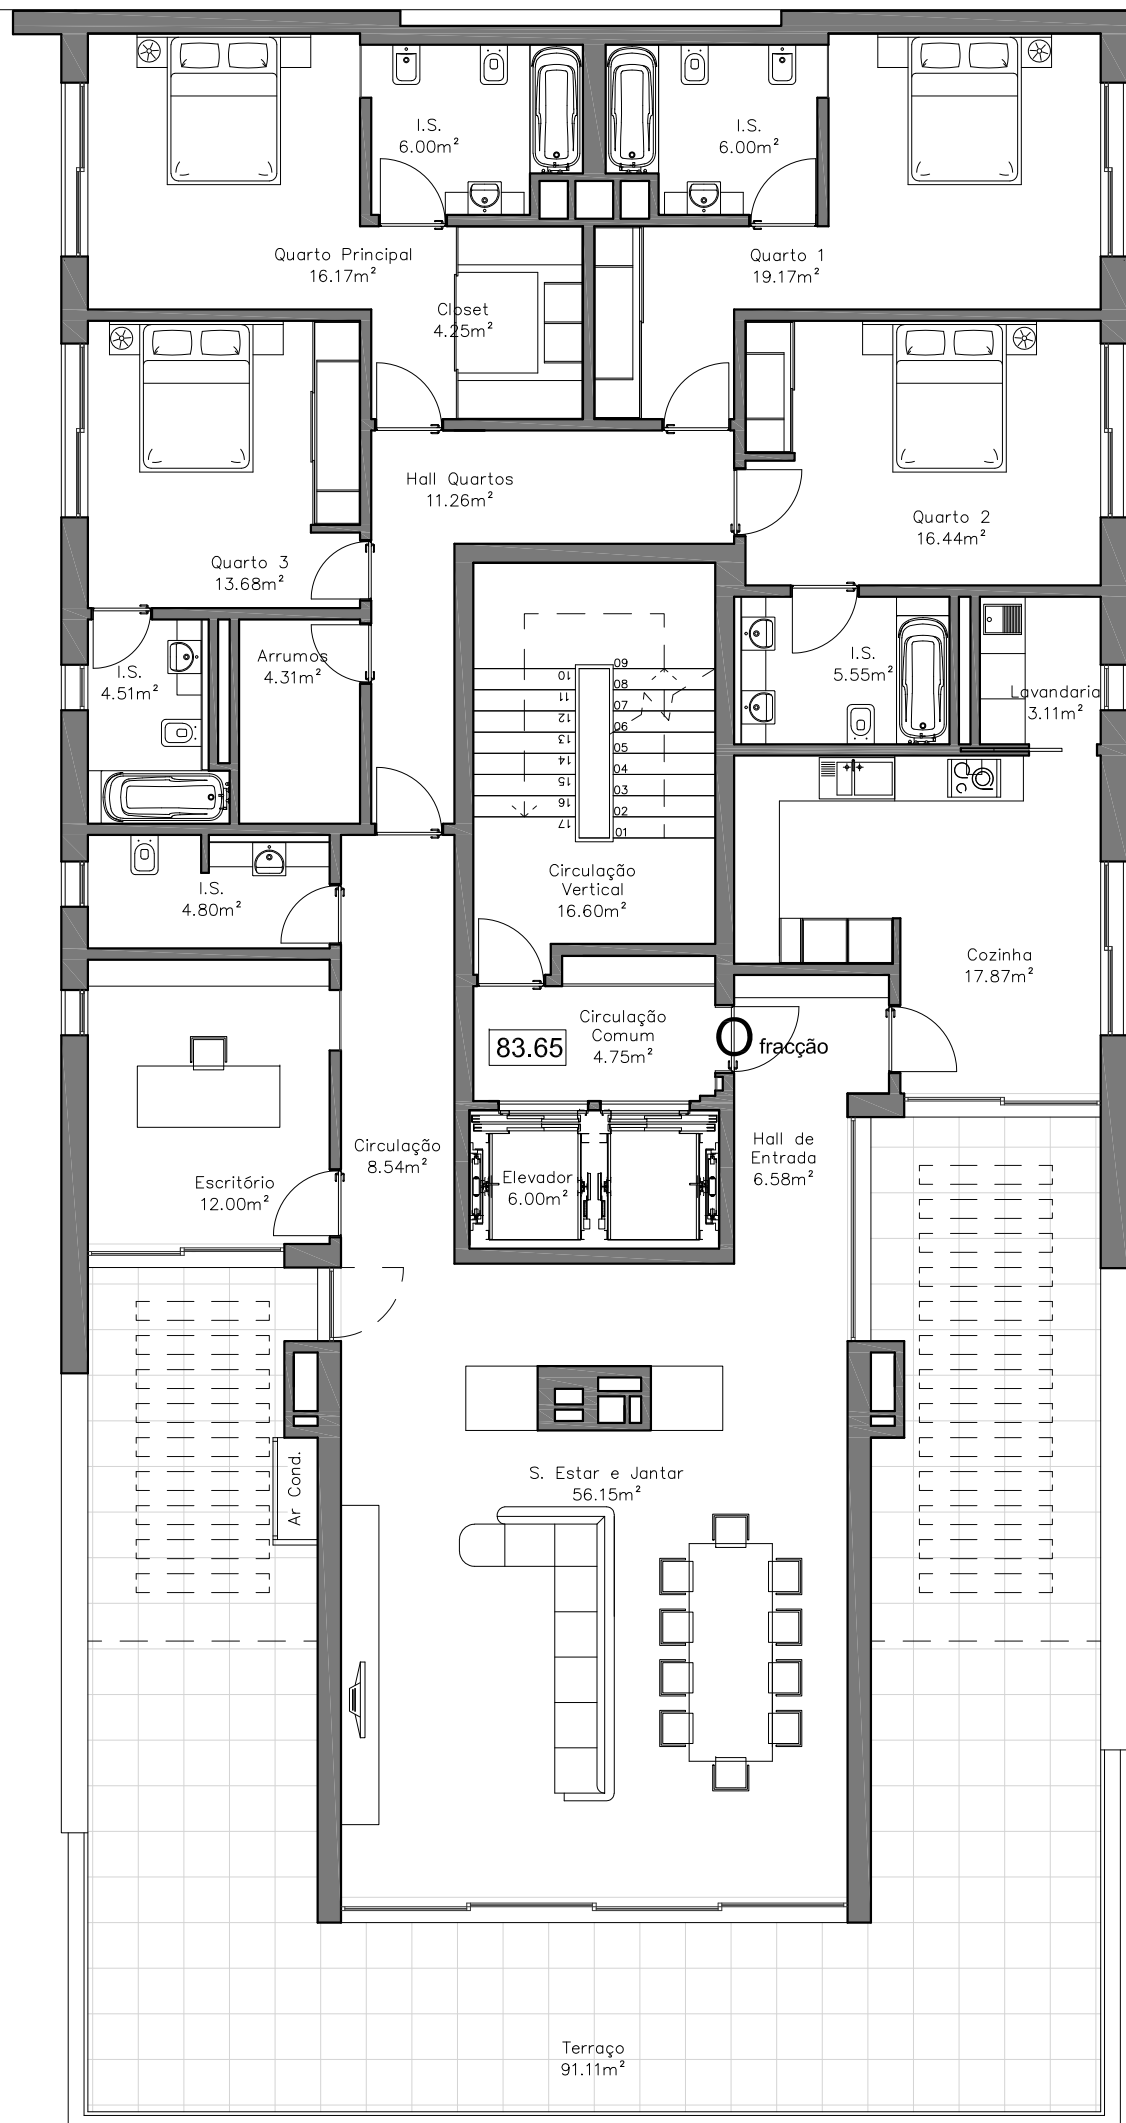 I.S.
6.00m²
I.S.
6.00m²
Quarto Principal
16.17m²
Quarto 1
19.17m²
Closet
4.25m²
Hall Quartos
11.26m²
Quarto 2
16.44m²
Quarto 3
13.68m²
I.S.
4.51m²
Arrumos
4.31m²
I.S.
5.55m²
Lavandaria
3.11m²
09
10
08
11
07
12
06
13
05
14
04
15
03
16
02
17
01
Circulação
Vertical
16.60m²
I.S.
4.80m²
Cozinha
17.87m²
Circulação
Comum
4.75m²
83.65
fracção
Circulação
8.54m²
Hall de
Entrada
6.58m²
Escritório
12.00m²
Elevador
6.00m²
Ar Cond.
S. Estar e Jantar
56.15m²
Terraço
91.11m²